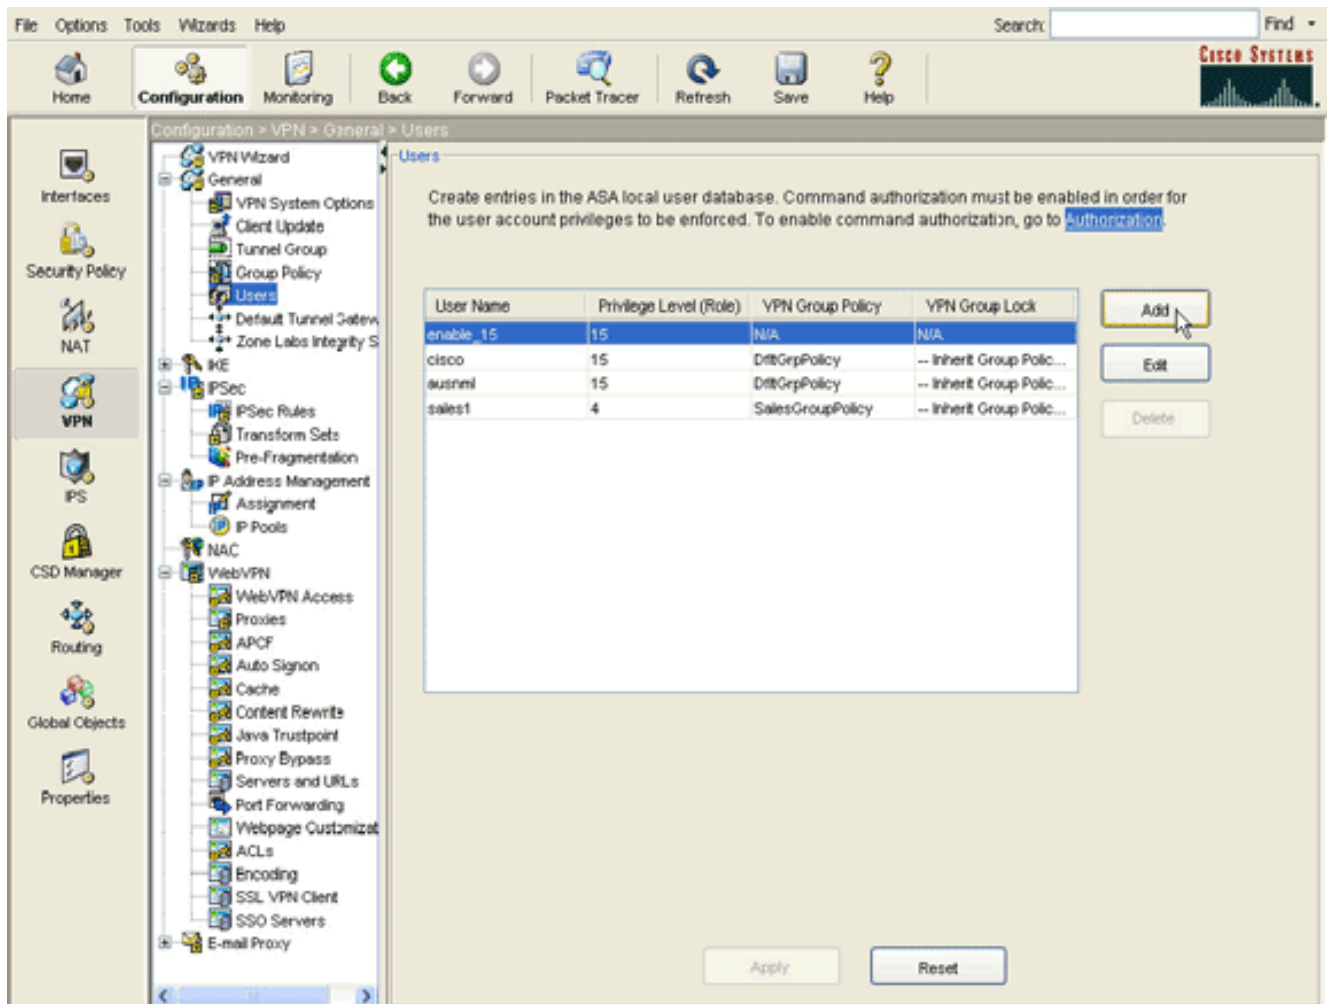 File Options Tools Wizards Help Search: Find
Home Configuration Monitoring Back Forward Packet Tracer Refresh Save Help
CISCO SYSTEMS
Configuration > VPN > General > Users
Interfaces
Security Policy
NAT
VPN
IPS
CSD Manager
Routing
Global Objects
Properties
VPN Wizard
General
VPN System Options
Client Update
Tunnel Group
Group Policy
Users
Default Tunnel Gatew
Zone Labs Integrity S
IKE
IPSec
IPSec Rules
Transform Sets
Pre-Fragmentation
IP Address Management
Assignment
IP Pools
NAC
WebVPN
WebVPN Access
Proxies
APCF
Auto Signon
Cache
Content Rewrite
Java Trustpoint
Proxy Bypass
Servers and URLs
Port Forwarding
Webpage Customizat
ACLs
Encoding
SSL VPN Client
SSO Servers
E-mail Proxy
Users
Create entries in the ASA local user database. Command authorization must be enabled in order for
the user account privileges to be enforced. To enable command authorization, go to Authorization.
User Name Privilege Level (Role) VPN Group Policy VPN Group Lock
enable_15 15 N/A N/A
cisco 15 DfltGrpPolicy -- Inherit Group Polic...
ausnml 15 DfltGrpPolicy -- Inherit Group Polic...
sales1 4 SalesGroupPolicy -- Inherit Group Polic...
Add
Edit
Delete
Apply Reset